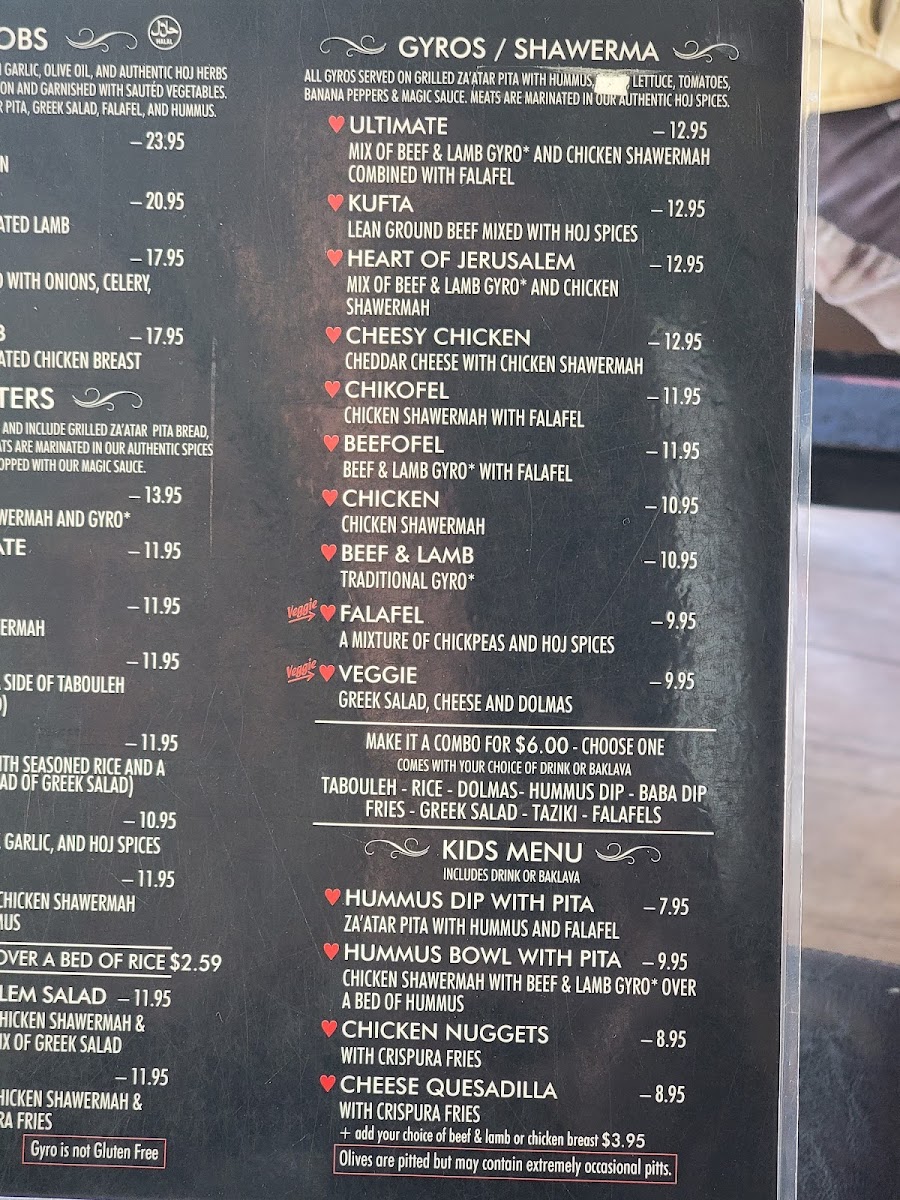 OBS
حلال
HALAL
GARLIC, OLIVE OIL, AND AUTHENTIC HOJ HERBS
ON AND GARNISHED WITH SAUTÉD VEGETABLES.
PITA, GREEK SALAD, FALAFEL, AND HUMMUS.
– 23.95
N
– 20.95
ATED LAMB
– 17.95
WITH ONIONS, CELERY,
B – 17.95
ATED CHICKEN BREAST
TERS
AND INCLUDE GRILLED ZA'ATAR PITA BREAD,
ATS ARE MARINATED IN OUR AUTHENTIC SPICES
OPPED WITH OUR MAGIC SAUCE.
– 13.95
WERMAH AND GYRO*
ATE – 11.95
– 11.95
ERMAH
– 11.95
SIDE OF TABOULEH
)
– 11.95
ITH SEASONED RICE AND A
AD OF GREEK SALAD)
– 10.95
GARLIC, AND HOJ SPICES
– 11.95
CHICKEN SHAWERMAH
MUS
OVER A BED OF RICE $2.59
LEM SALAD – 11.95
HICKEN SHAWERMAH &
IX OF GREEK SALAD
– 11.95
HICKEN SHAWERMAH &
RA FRIES
Gyro is not Gluten Free
GYROS / SHAWERMA
ALL GYROS SERVED ON GRILLED ZA'ATAR PITA WITH HUMMUS, LETTUCE, TOMATOES,
BANANA PEPPERS & MAGIC SAUCE. MEATS ARE MARINATED IN OUR AUTHENTIC HOJ SPICES.
ULTIMATE – 12.95
MIX OF BEEF & LAMB GYRO* AND CHICKEN SHAWERMAH
COMBINED WITH FALAFEL
KUFTA – 12.95
LEAN GROUND BEEF MIXED WITH HOJ SPICES
HEART OF JERUSALEM – 12.95
MIX OF BEEF & LAMB GYRO* AND CHICKEN
SHAWERMAH
CHEESY CHICKEN – 12.95
CHEDDAR CHEESE WITH CHICKEN SHAWERMAH
CHIKOFEL – 11.95
CHICKEN SHAWERMAH WITH FALAFEL
BEEFOFEL – 11.95
BEEF & LAMB GYRO* WITH FALAFEL
CHICKEN – 10.95
CHICKEN SHAWERMAH
BEEF & LAMB – 10.95
TRADITIONAL GYRO*
Veggie FALAFEL – 9.95
A MIXTURE OF CHICKPEAS AND HOJ SPICES
Veggie VEGGIE – 9.95
GREEK SALAD, CHEESE AND DOLMAS
MAKE IT A COMBO FOR $6.00 - CHOOSE ONE
COMES WITH YOUR CHOICE OF DRINK OR BAKLAVA
TABOULEH - RICE - DOLMAS- HUMMUS DIP - BABA DIP
FRIES - GREEK SALAD - TAZIKI - FALAFELS
KIDS MENU
INCLUDES DRINK OR BAKLAVA
HUMMUS DIP WITH PITA – 7.95
ZA'ATAR PITA WITH HUMMUS AND FALAFEL
HUMMUS BOWL WITH PITA – 9.95
CHICKEN SHAWERMAH WITH BEEF & LAMB GYRO* OVER
A BED OF HUMMUS
CHICKEN NUGGETS – 8.95
WITH CRISPURA FRIES
CHEESE QUESADILLA – 8.95
WITH CRISPURA FRIES
+ add your choice of beef & lamb or chicken breast $3.95
Olives are pitted but may contain extremely occasional pitts.